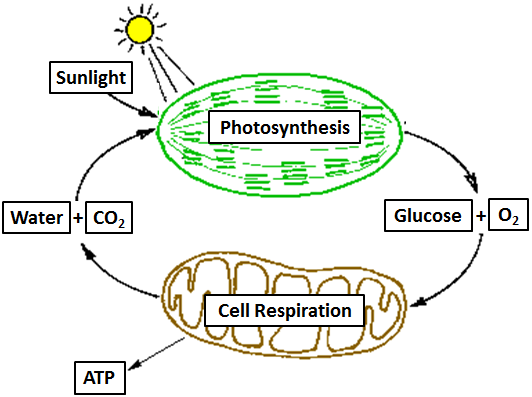 Sunlight
Photosynthesis
Water + CO₂
Glucose + O₂
Cell Respiration
ATP